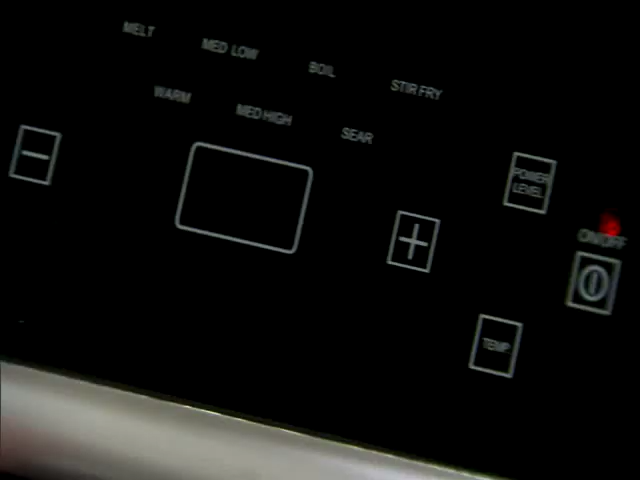 MELT
MED LOW
BOIL
STIR FRY
WARM
MED HIGH
SEAR
POWER
LEVEL
ON/OFF
TEMP